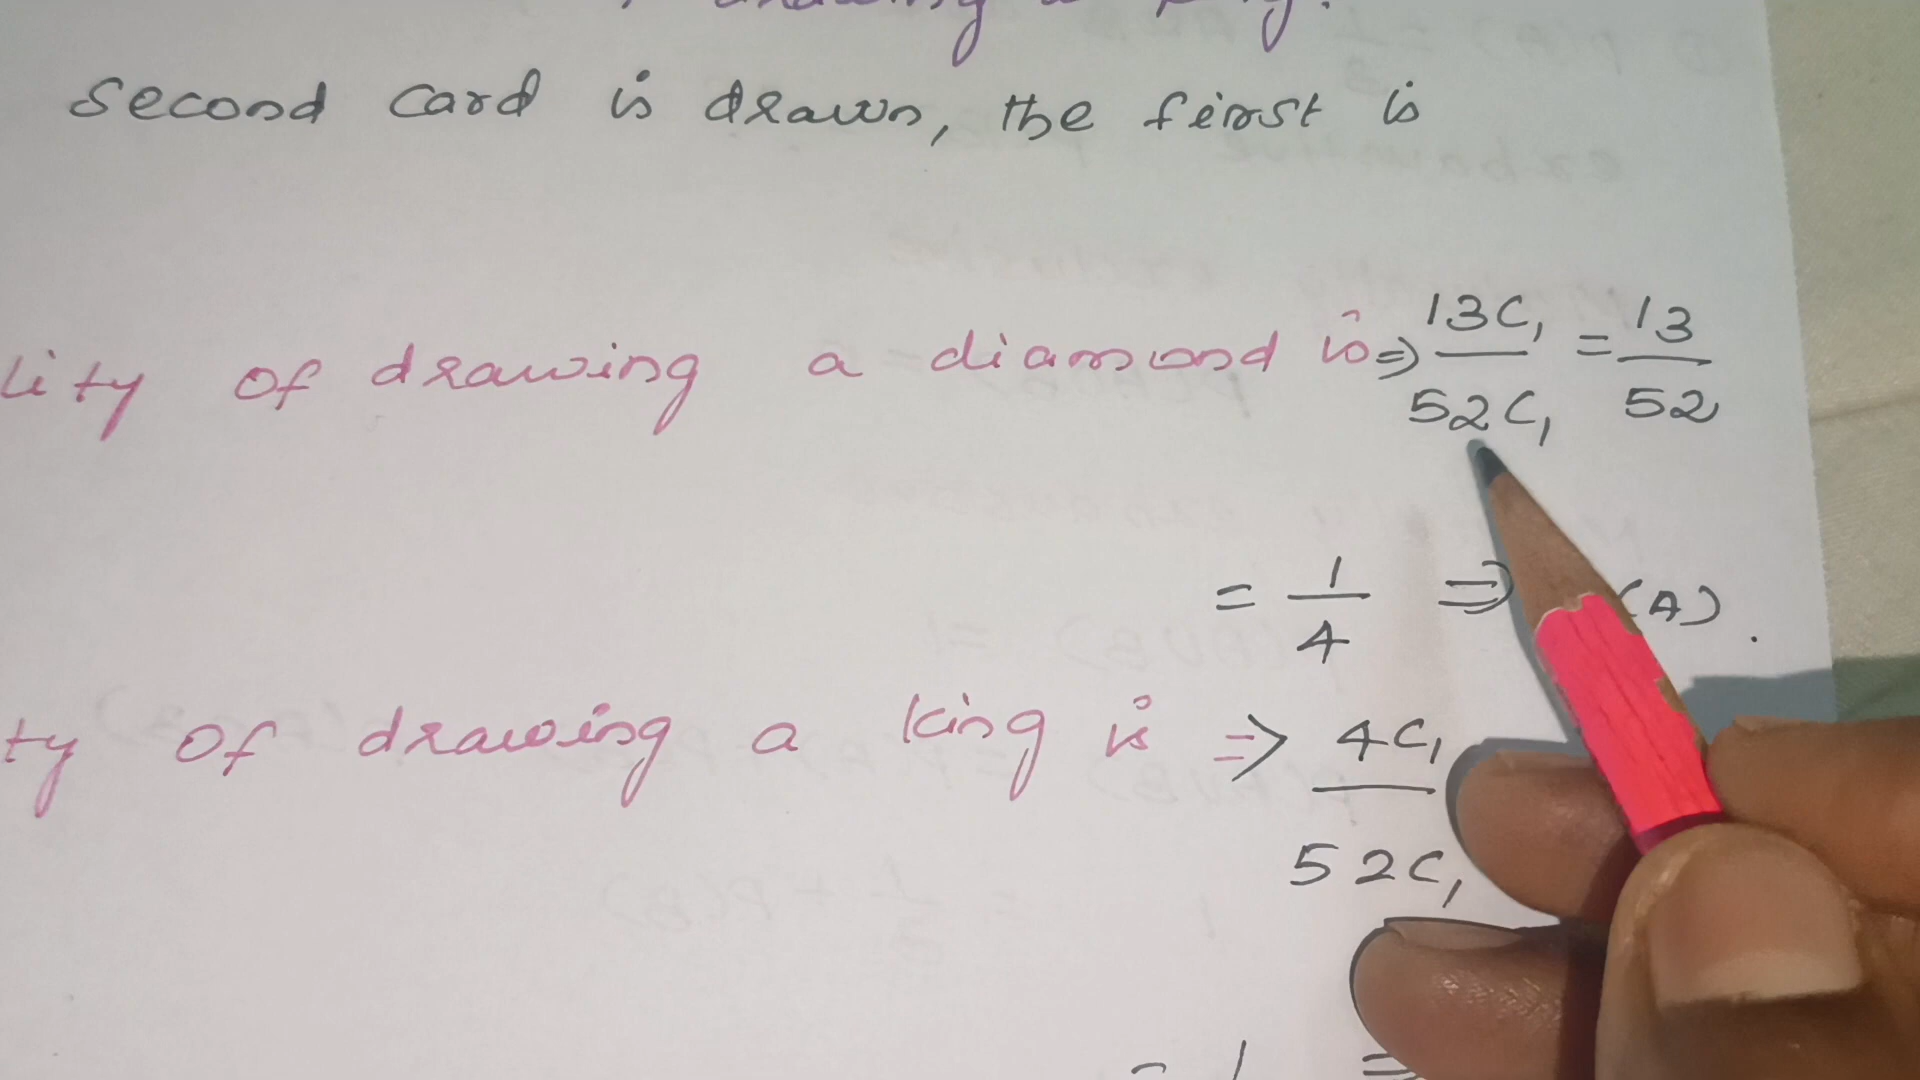 second card is drawn, the first is
lity of drawing a diamond is ⇒ 13C₁/52C₁ = 13/52
= 1/4 ⇒ (A).
ty of drawing a king is ⇒ 4C₁/52C₁
= 1 ⇒